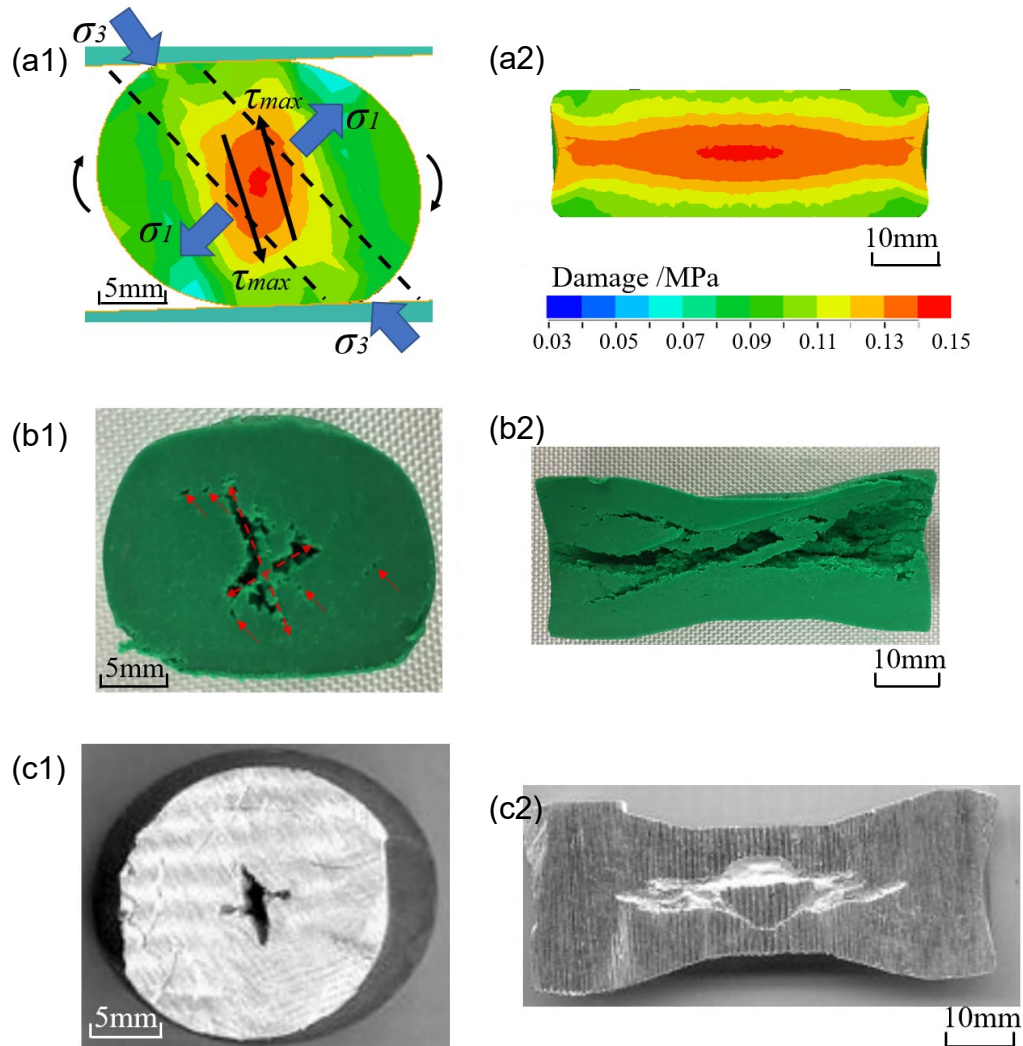 (a1)
σ3
τmax
σ1
σ1
τmax
5mm
σ3
(a2)
10mm
Damage /MPa
0.03 0.05 0.07 0.09 0.11 0.13 0.15
(b1)
5mm
(b2)
10mm
(c1)
5mm
(c2)
10mm